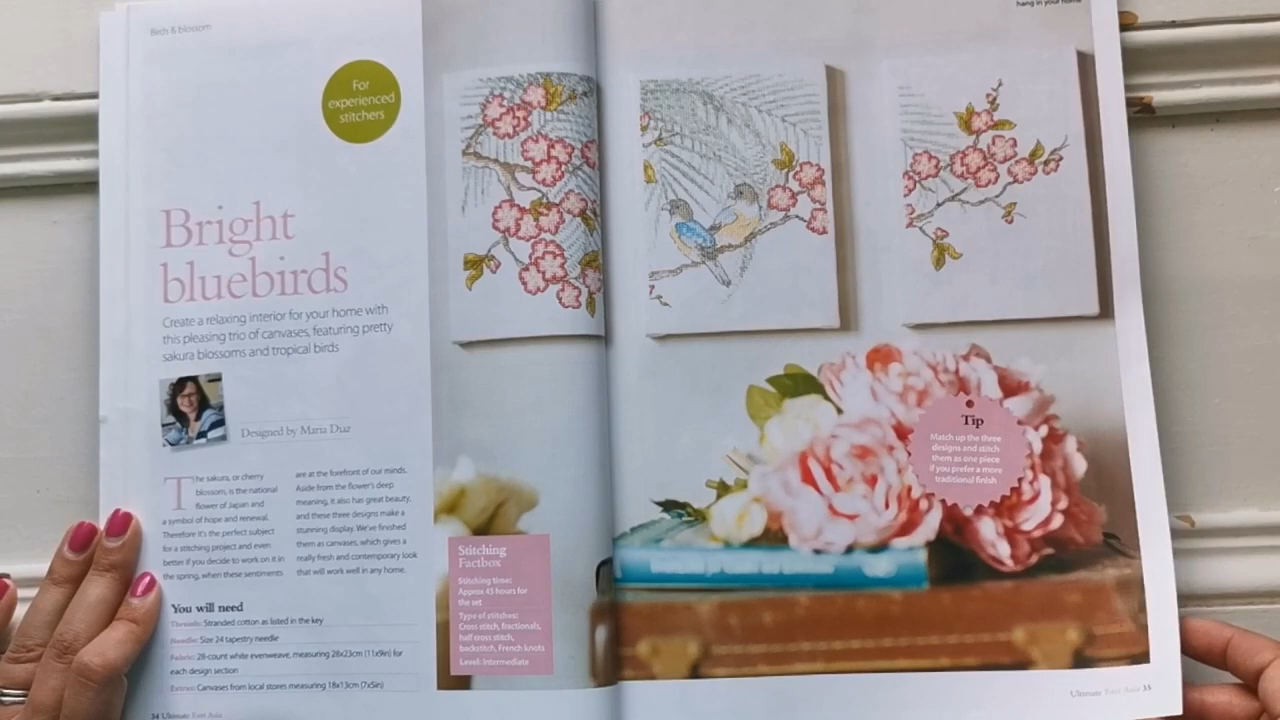 Birds & blossom
For
experienced
stitchers
Bright
bluebirds
Create a relaxing interior for your home with
this pleasing trio of canvases, featuring pretty
sakura blossoms and tropical birds
Designed by Maria Diaz
The sakura, or cherry
blossom, is the national
flower of Japan and
a symbol of hope and renewal.
Therefore it's the perfect subject
for a stitching project and even
better if you decide to work on it in
the spring, when these sentiments
are at the forefront of our minds.
Aside from the flower's deep
meaning, it also has great beauty,
and these three designs make a
stunning display. We've finished
them as canvases, which gives a
really fresh and contemporary look
that will work well in any home.
You will need
Threads: Stranded cotton as listed in the key
Needle: Size 24 tapestry needle
Fabric: 28-count white evenweave, measuring 28x23cm (11x9in) for
each design section
Extras: Canvases from local stores measuring 18x13cm (7x5in)
34 Ultimate East Asia
Stitching
Factbox
Stitching time:
Approx 45 hours for
the set
Type of stitches:
Cross stitch, fractionals,
half cross stitch,
backstitch, French knots
Level: Intermediate
hang in your home
Tip
Match up the three
designs and stitch
them as one piece
if you prefer a more
traditional finish
Ultimate East Asia 35